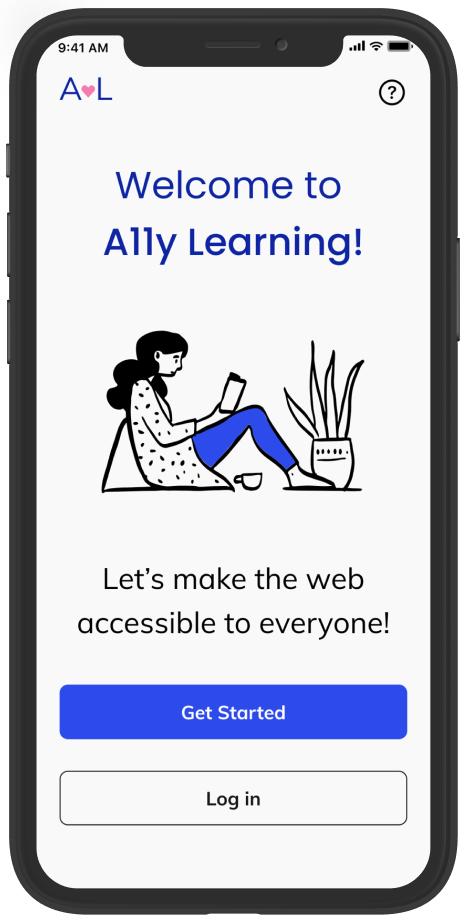 9:41 AM
A L
?
Welcome to
A11y Learning!
Let’s make the web
accessible to everyone!
Get Started
Log in